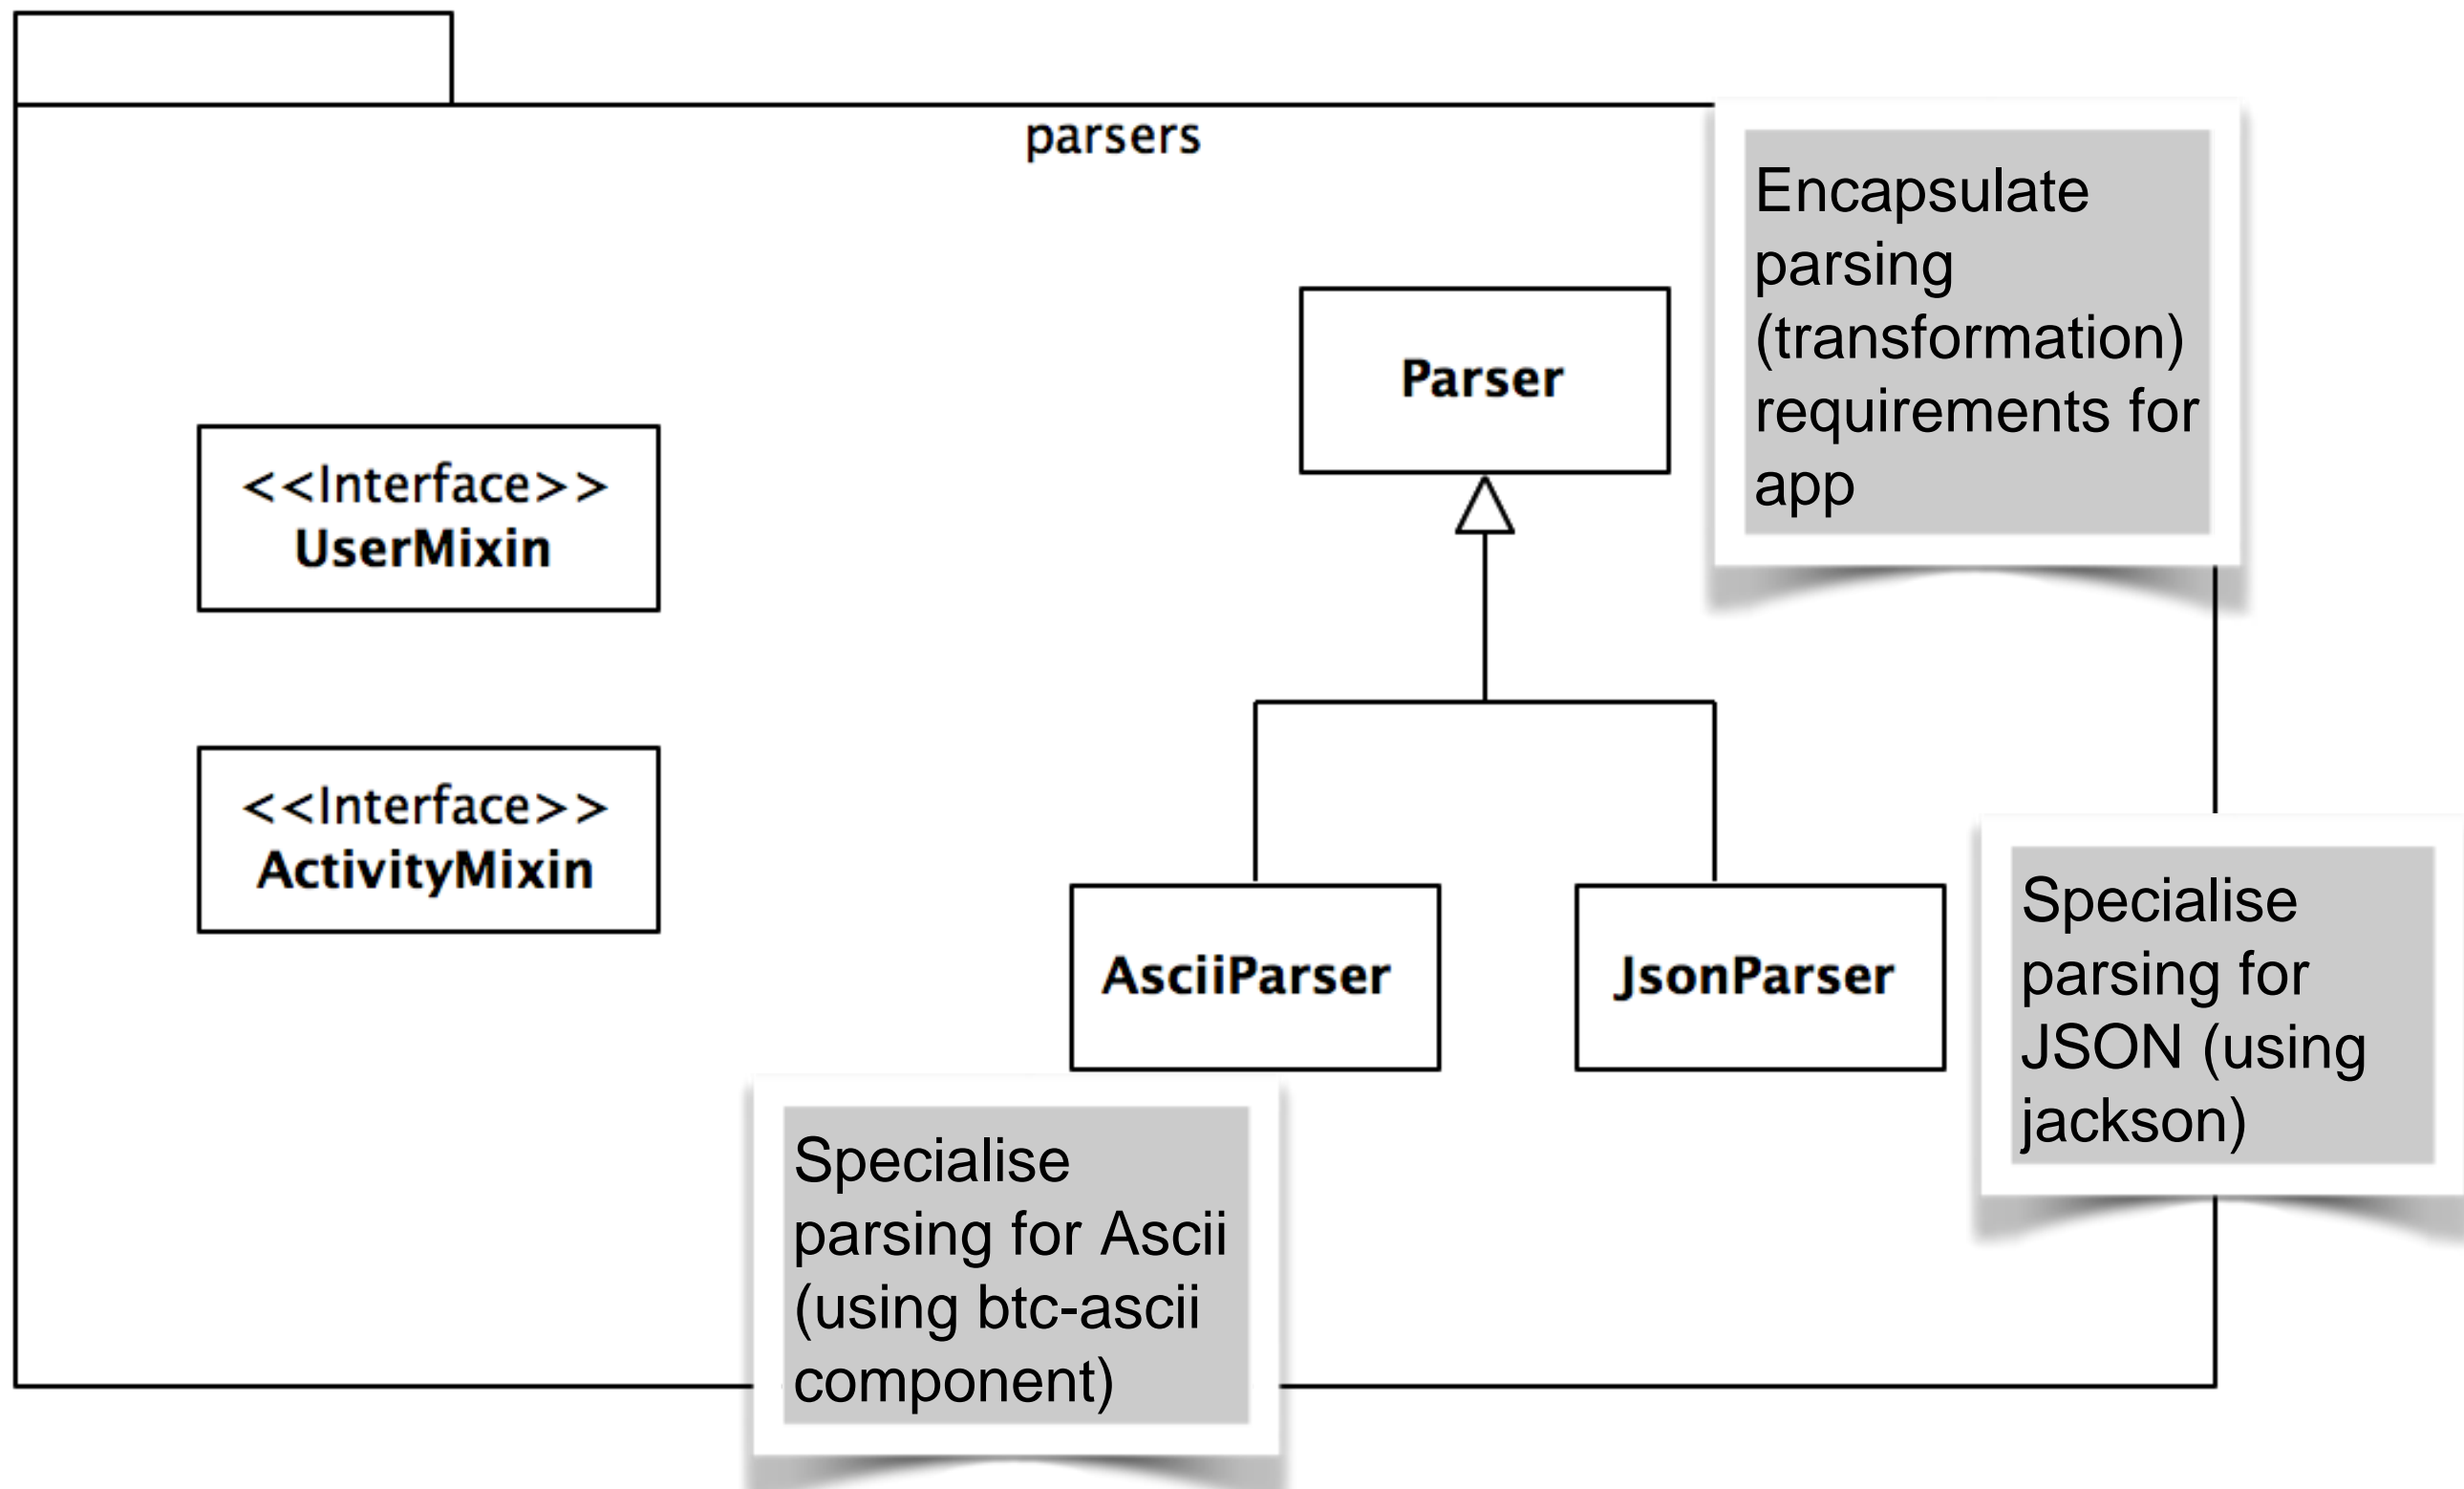 parsers
Encapsulate
parsing
(transformation)
requirements for
app
Parser
<<Interface>>
UserMixin
<<Interface>>
ActivityMixin
AsciiParser
JsonParser
Specialise
parsing for
JSON (using
jackson)
Specialise
parsing for Ascii
(using btc-ascii
component)